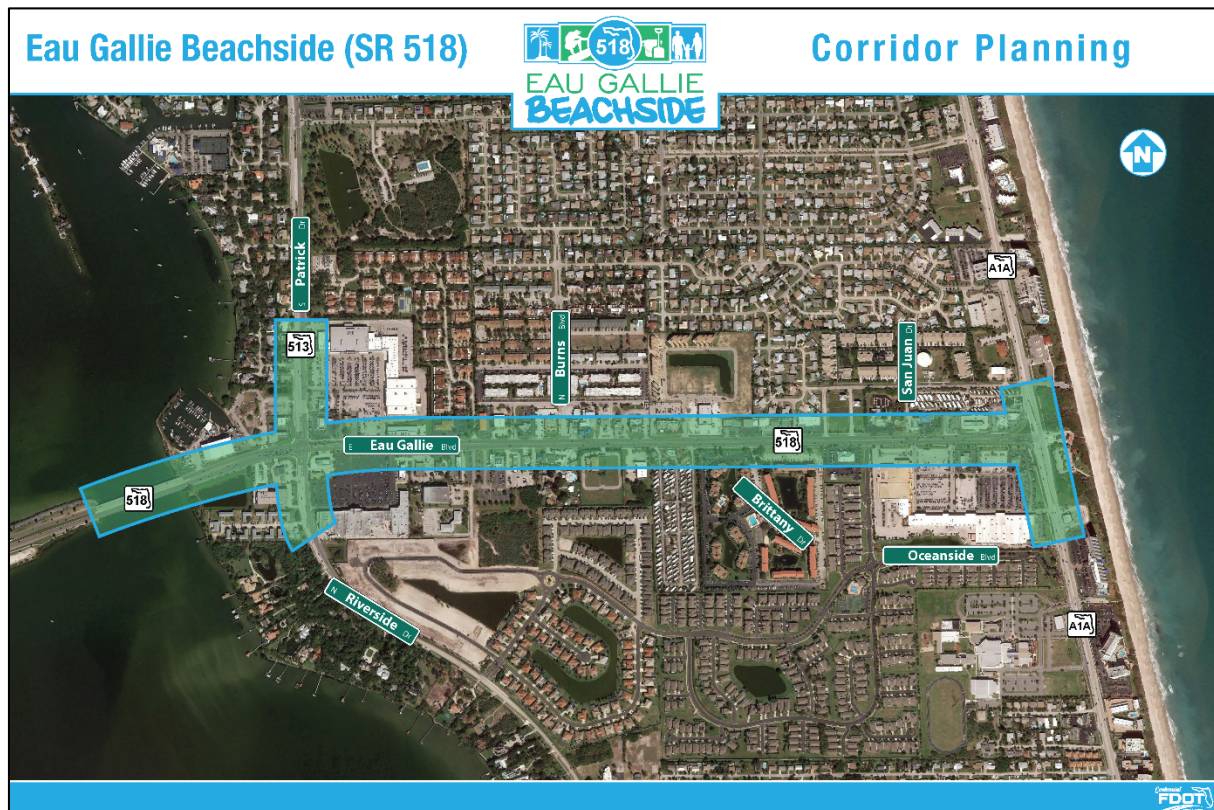 Eau Gallie Beachside (SR 518)
518
EAU GALLIE
BEACHSIDE
Corridor Planning
N
S Patrick Dr
A1A
513
N Burns Blvd
San Juan Dr
E Eau Gallie Blvd
518
518
Brittany Dr
Oceanside Blvd
N Riverside Dr
A1A
Centennial
FDOT